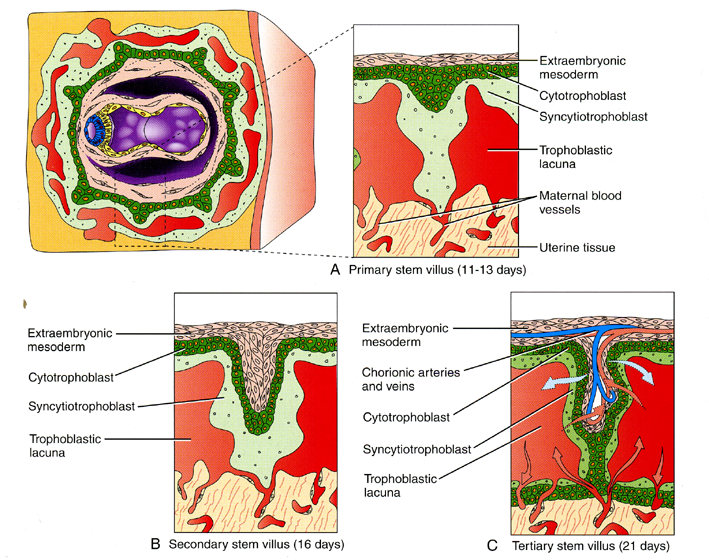 Extraembryonic
mesoderm
Cytotrophoblast
Syncytiotrophoblast
Trophoblastic
lacuna
Maternal blood
vessels
Uterine tissue
A Primary stem villus (11-13 days)
Extraembryonic
mesoderm
Cytotrophoblast
Syncytiotrophoblast
Trophoblastic
lacuna
B Secondary stem villus (16 days)
Extraembryonic
mesoderm
Chorionic arteries
and veins
Cytotrophoblast
Syncytiotrophoblast
Trophoblastic
lacuna
C Tertiary stem villus (21 days)